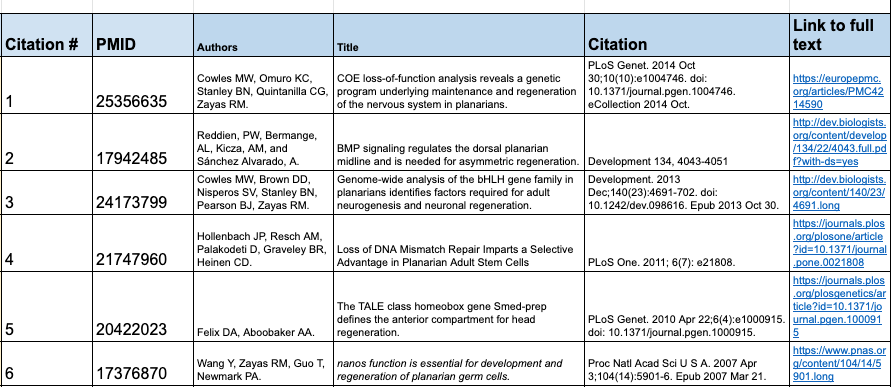 Citation # PMID Authors Title Citation Link to full
text
1 25356635
Cowles MW, Omuro KC,
Stanley BN, Quintanilla CG,
Zayas RM.
COE loss-of-function analysis reveals a genetic
program underlying maintenance and regeneration
of the nervous system in planarians.
PLoS Genet. 2014 Oct
30;10(10):e1004746. doi:
10.1371/journal.pgen.1004746.
eCollection 2014 Oct.
https://europepmc.
org/articles/PMC42
14590
2 17942485
Reddien, PW, Bermange,
AL, Kicza, AM, and
Sánchez Alvarado, A.
BMP signaling regulates the dorsal planarian
midline and is needed for asymmetric regeneration.
Development 134, 4043-4051
http://dev.biologists.
org/content/develop
/134/22/4043.full.pd
f?with-ds=yes
3 24173799
Cowles MW, Brown DD,
Nisperos SV, Stanley BN,
Pearson BJ, Zayas RM.
Genome-wide analysis of the bHLH gene family in
planarians identifies factors required for adult
neurogenesis and neuronal regeneration.
Development. 2013
Dec;140(23):4691-702. doi:
10.1242/dev.098616. Epub 2013 Oct 30.
http://dev.biologists.
org/content/140/23/
4691.long
4 21747960
Hollenbach JP, Resch AM,
Palakodeti D, Graveley BR,
Heinen CD.
Loss of DNA Mismatch Repair Imparts a Selective
Advantage in Planarian Adult Stem Cells
PLoS One. 2011; 6(7): e21808.
https://journals.plos
.org/plosone/article
?id=10.1371/journal
.pone.0021808
5 20422023
Felix DA, Aboobaker AA.
The TALE class homeobox gene Smed-prep
defines the anterior compartment for head
regeneration.
PLoS Genet. 2010 Apr 22;6(4):e1000915.
doi: 10.1371/journal.pgen.1000915.
https://journals.plos
.org/plosgenetics/ar
ticle?id=10.1371/jo
urnal.pgen.100091
5
6 17376870
Wang Y, Zayas RM, Guo T,
Newmark PA.
nanos function is essential for development and
regeneration of planarian germ cells.
Proc Natl Acad Sci U S A. 2007 Apr
3;104(14):5901-6. Epub 2007 Mar 21.
https://www.pnas.or
g/content/104/14/5
901.long